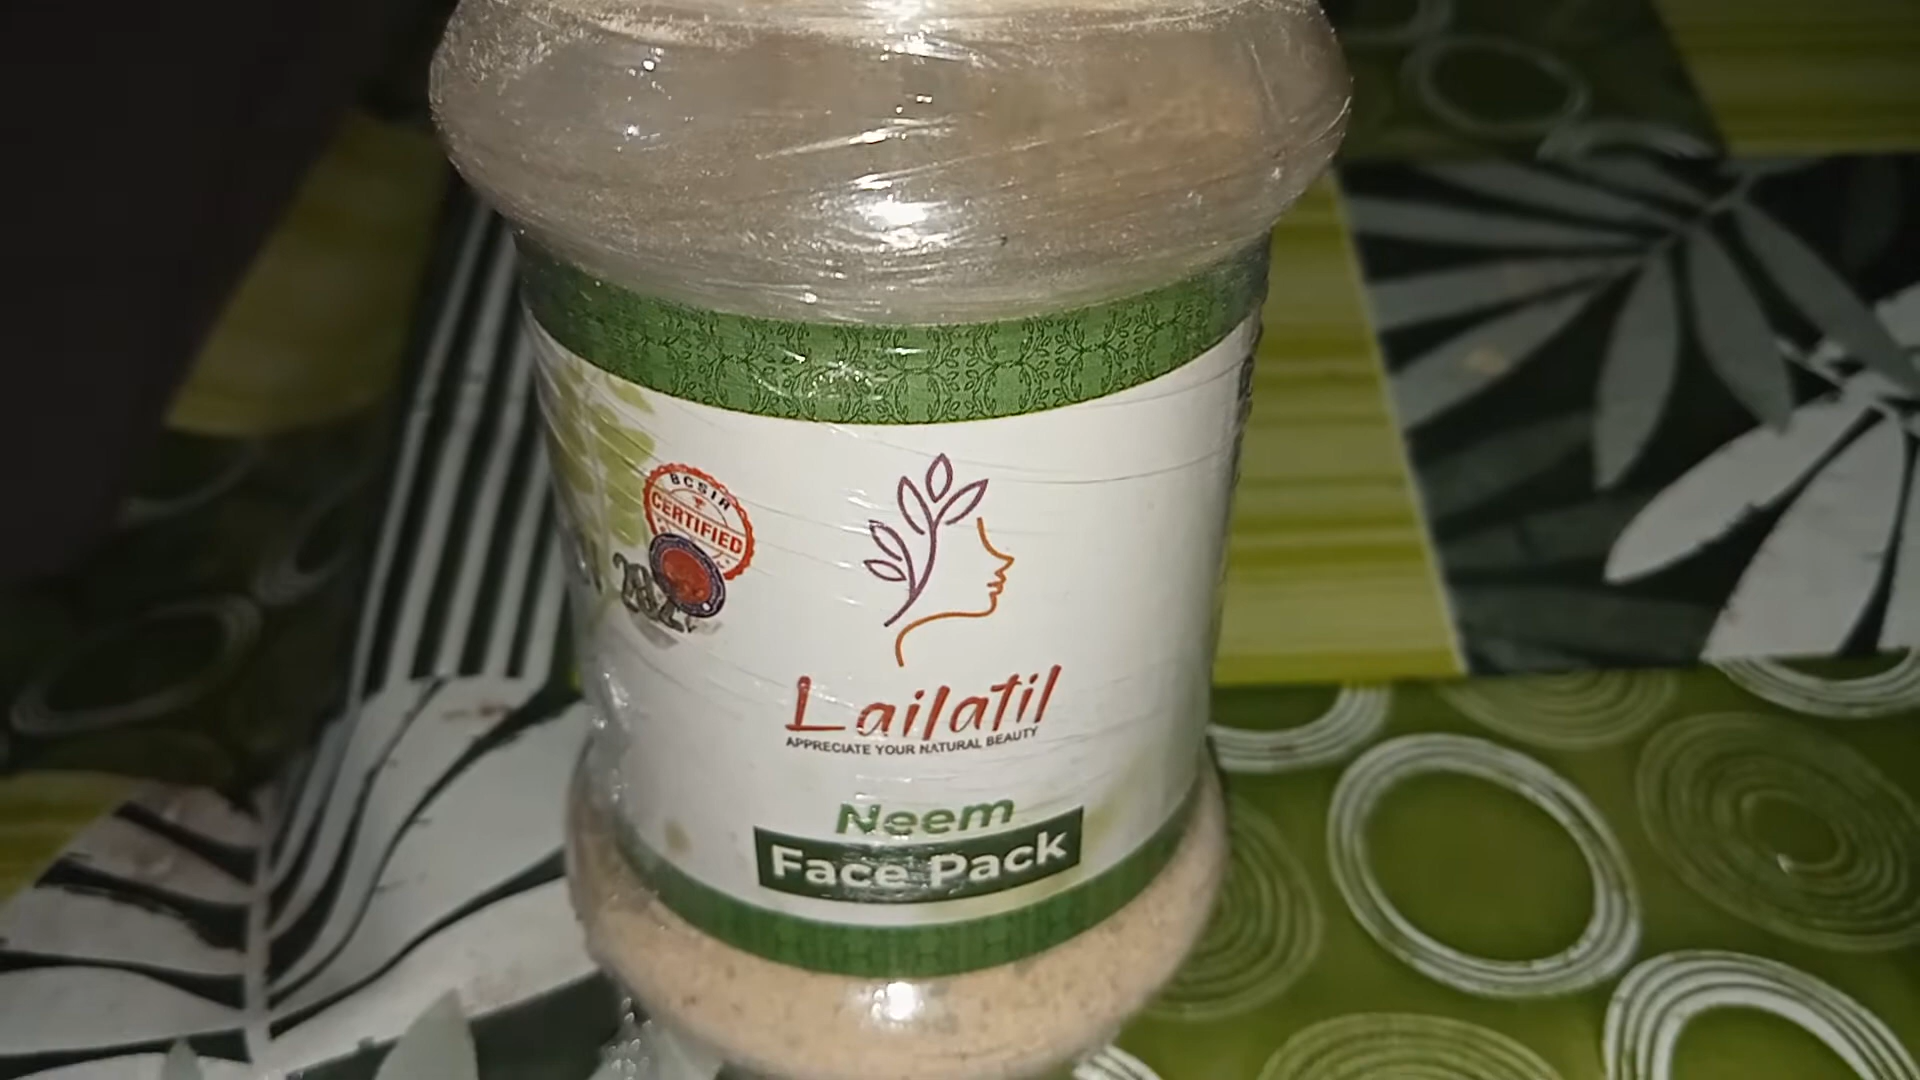 BCSIR
CERTIFIED
Lailatil
APPRECIATE YOUR NATURAL BEAUTY
Neem
Face Pack